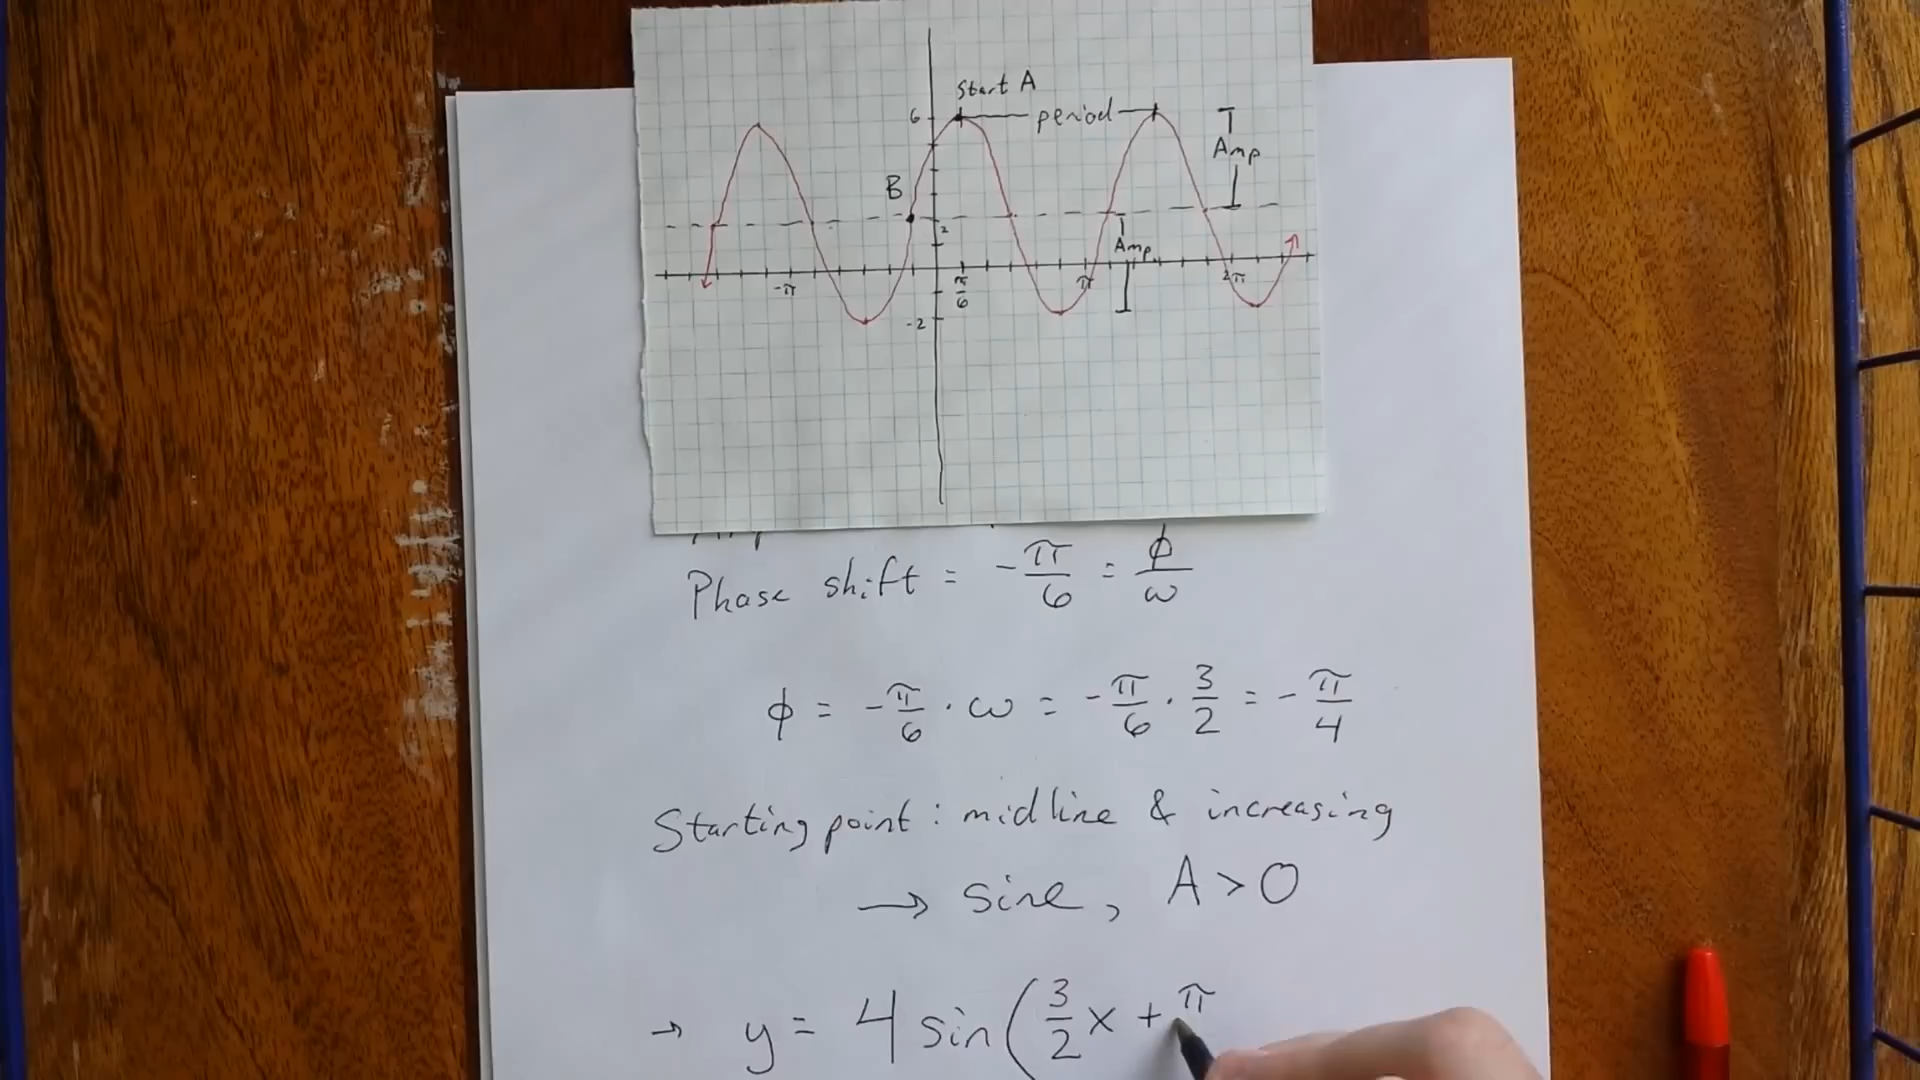 Start A
6 period Amp
B
2 Amp.
-π π/6 π 2π
-2
Phase shift = -π/6 = ϕ/ω
ϕ = -π/6 · ω = -π/6 · 3/2 = -π/4
Starting point: midline & increasing
→ sine, A > 0
→ y = 4 sin(3/2 x + π